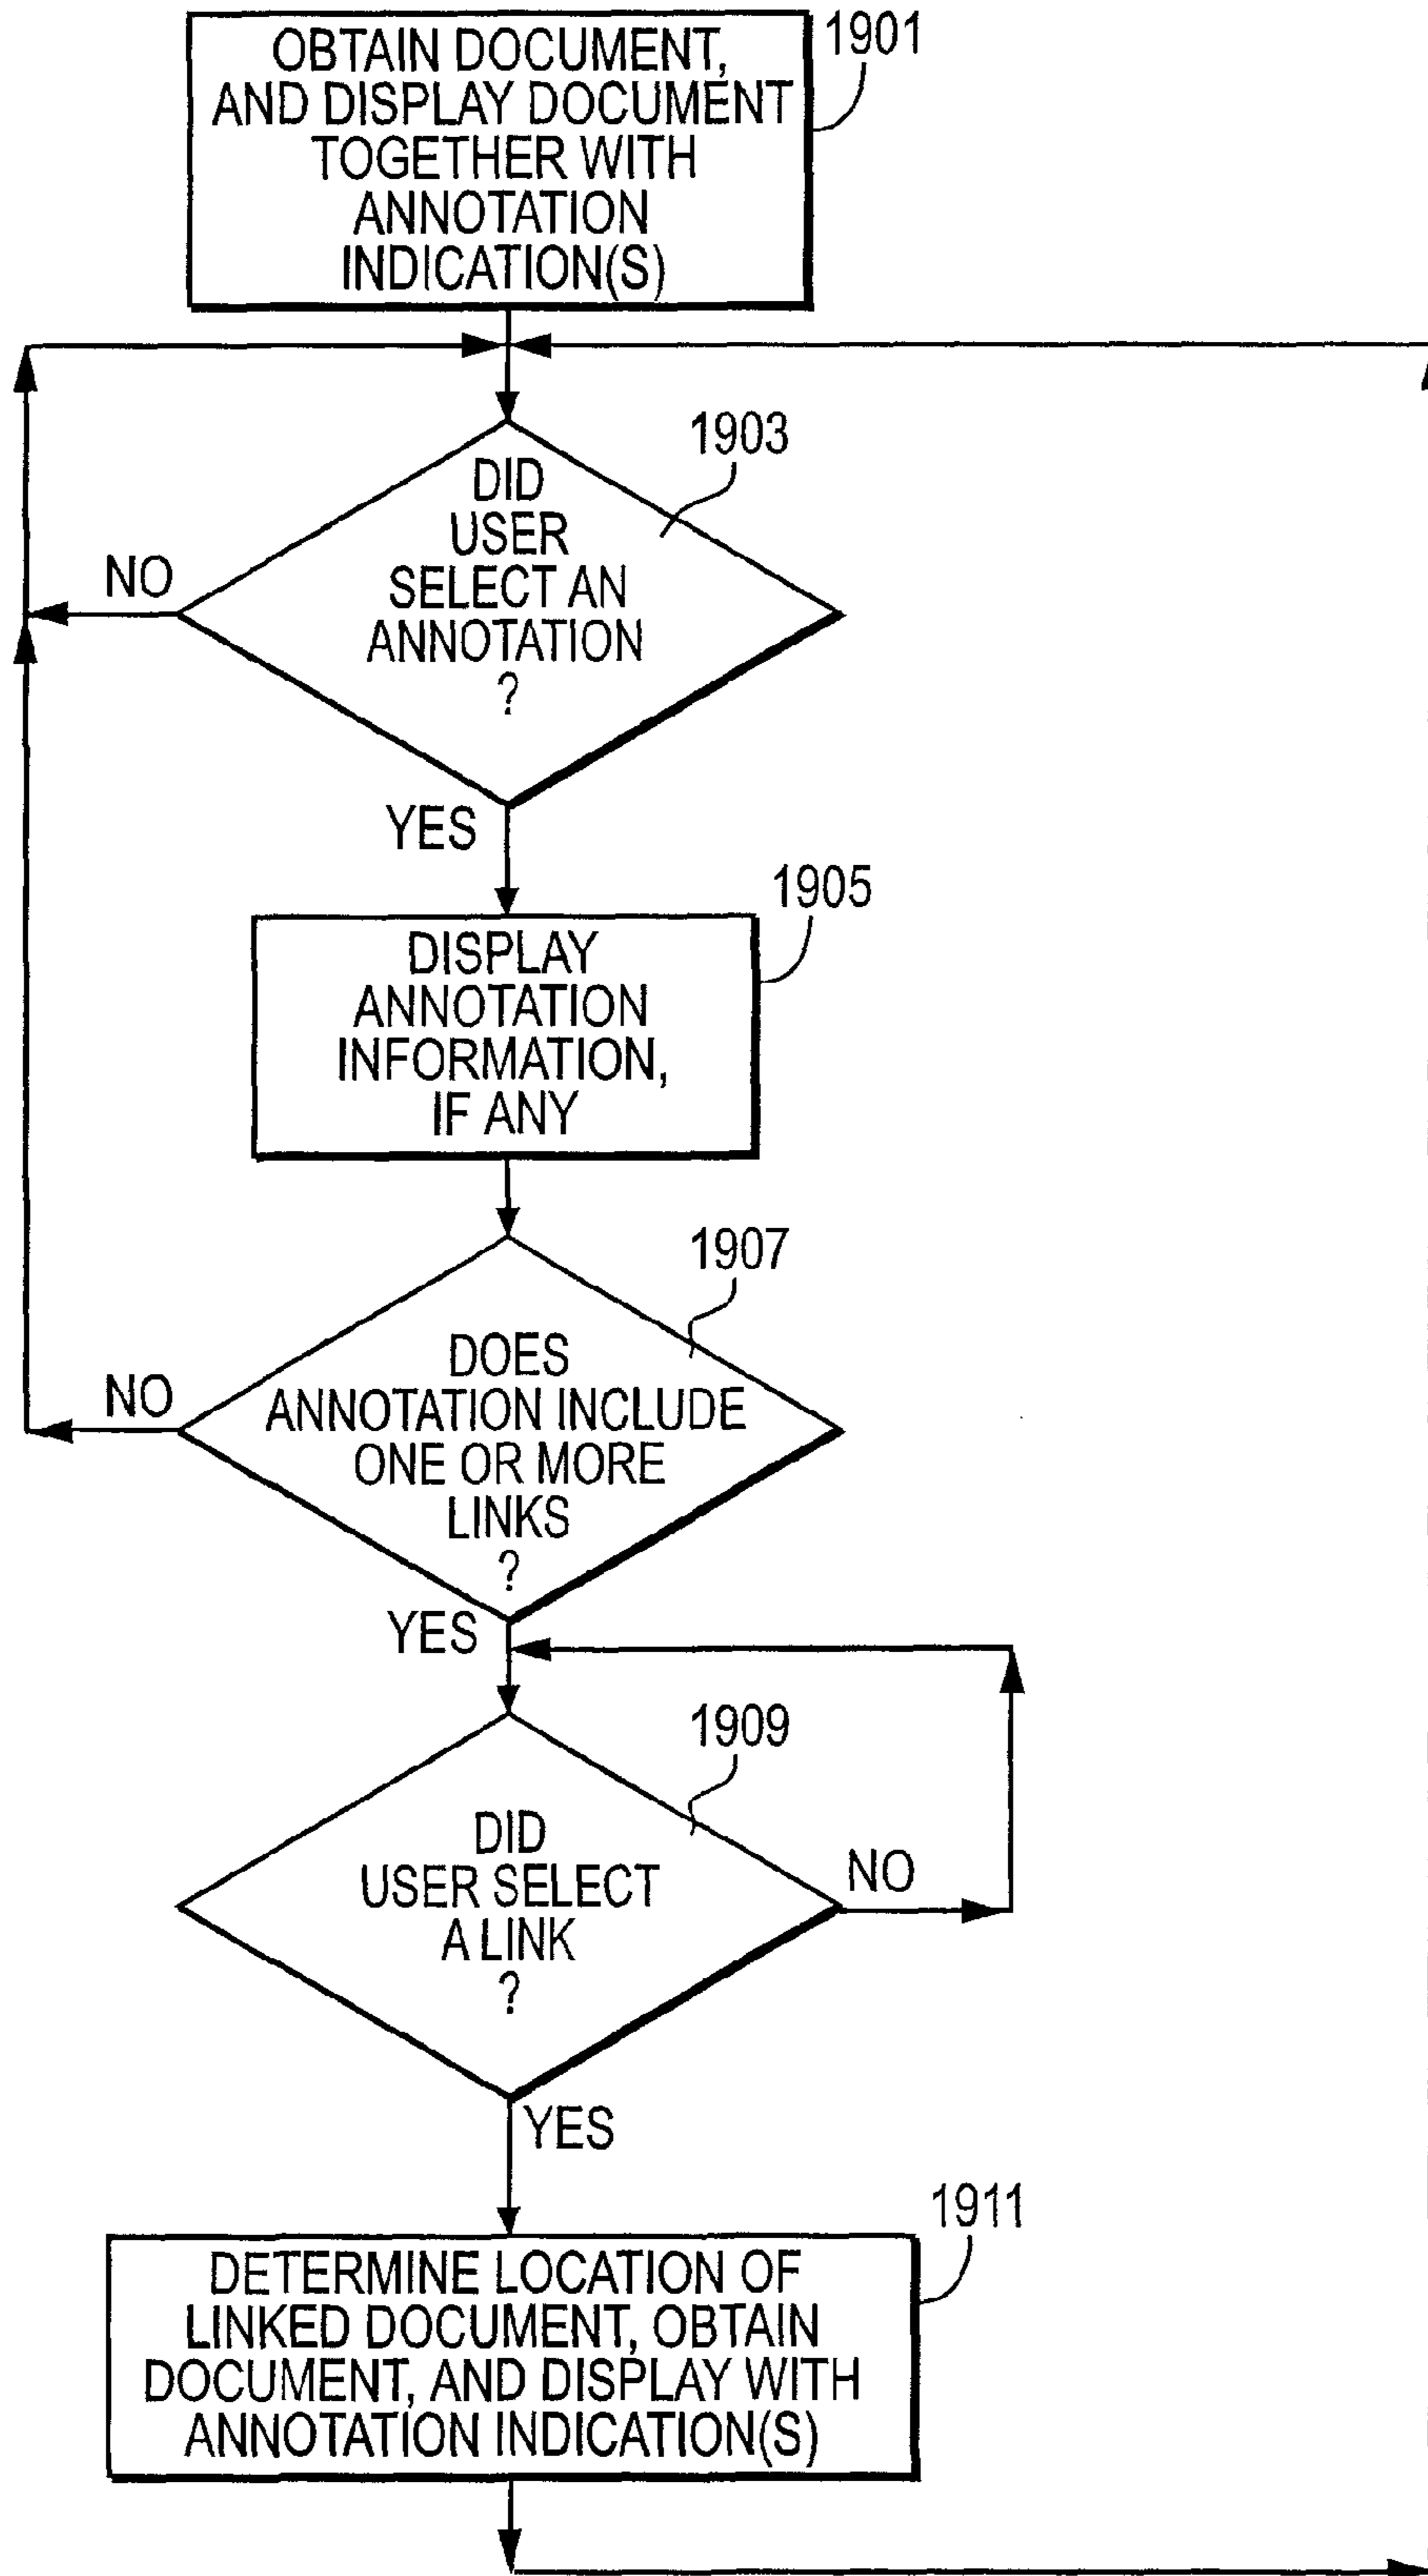 OBTAIN DOCUMENT,
AND DISPLAY DOCUMENT
TOGETHER WITH
ANNOTATION
INDICATION(S)
1901
1903
DID
USER
SELECT AN
ANNOTATION
?
NO
YES
1905
DISPLAY
ANNOTATION
INFORMATION,
IF ANY
1907
DOES
ANNOTATION INCLUDE
ONE OR MORE
LINKS
?
NO
YES
1909
DID
USER SELECT
A LINK
?
NO
YES
1911
DETERMINE LOCATION OF
LINKED DOCUMENT, OBTAIN
DOCUMENT, AND DISPLAY WITH
ANNOTATION INDICATION(S)